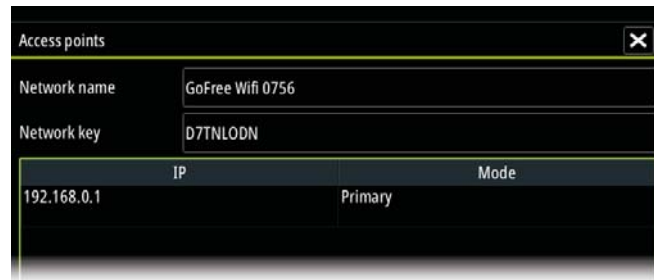 Access points
Network name GoFree Wifi 0756
Network key D7TNLODN
IP Mode
192.168.0.1 Primary